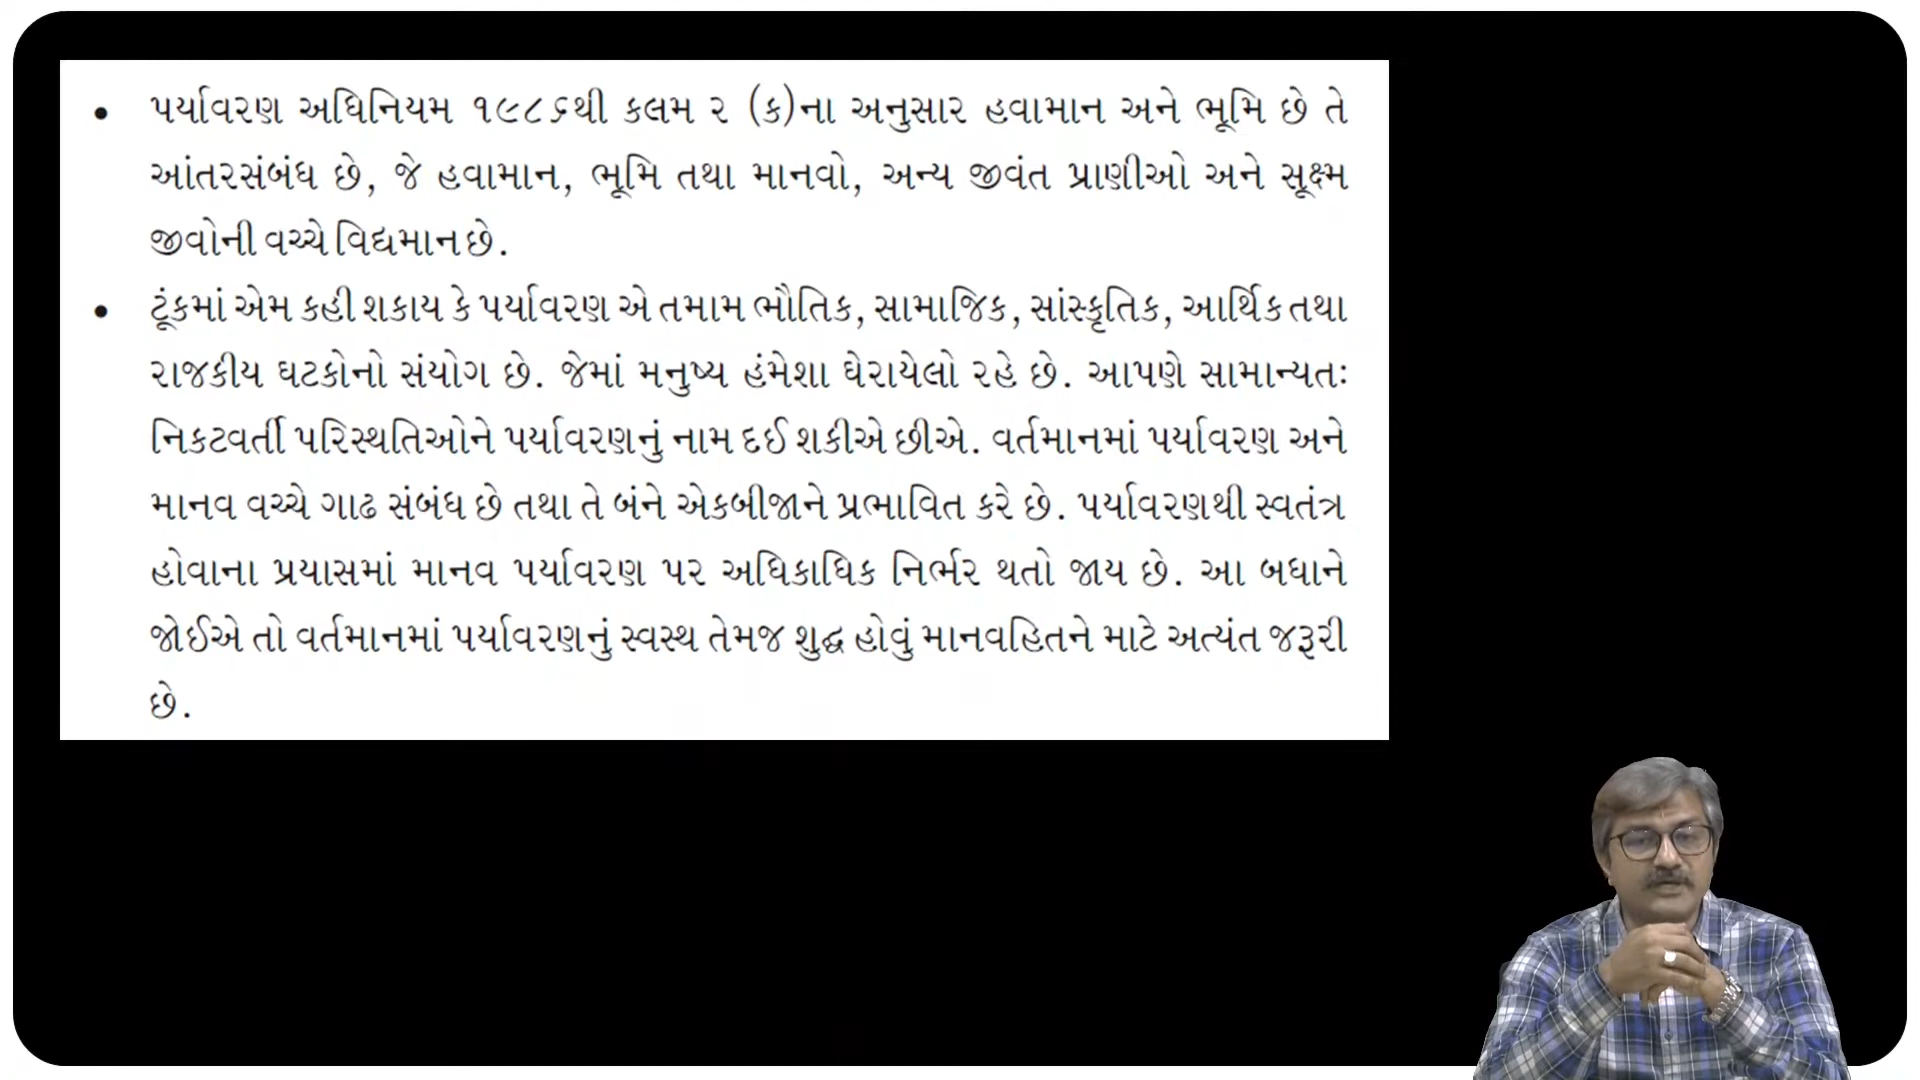 • પર્યાવરણ અધિનિયમ ૧૯૮૬થી કલમ ૨ (ક)ના અનુસાર હવામાન અને ભૂમિ છે તે
આંતરસંબંધ છે, જે હવામાન, ભૂમિ તથા માનવો, અન્ય જીવંત પ્રાણીઓ અને સૂક્ષ્મ
જીવોની વચ્ચે વિદ્યમાન છે.
• ટૂંકમાં એમ કહી શકાય કે પર્યાવરણ એ તમામ ભૌતિક, સામાજિક, સાંસ્કૃતિક, આર્થિક તથા
રાજકીય ઘટકોનો સંયોગ છે. જેમાં મનુષ્ય હંમેશા ઘેરાયેલો રહે છે. આપણે સામાન્યતઃ
નિકટવર્તી પરિસ્થતિઓને પર્યાવરણનું નામ દઈ શકીએ છીએ. વર્તમાનમાં પર્યાવરણ અને
માનવ વચ્ચે ગાઢ સંબંધ છે તથા તે બંને એકબીજાને પ્રભાવિત કરે છે. પર્યાવરણથી સ્વતંત્ર
હોવાના પ્રયાસમાં માનવ પર્યાવરણ પર અધિકાધિક નિર્ભર થતો જાય છે. આ બધાને
જોઈએ તો વર્તમાનમાં પર્યાવરણનું સ્વસ્થ તેમજ શુદ્ધ હોવું માનવહિતને માટે અત્યંત જરૂરી
છે.